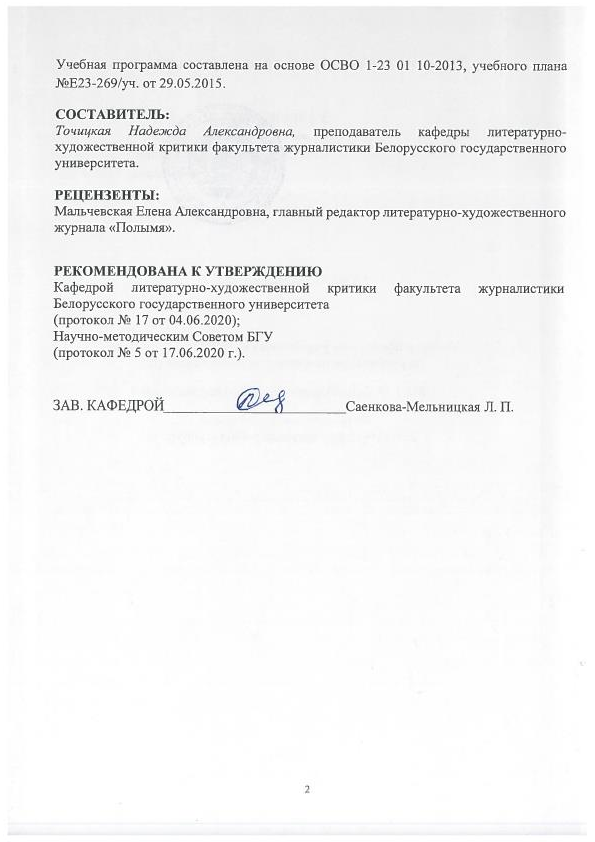 Учебная программа составлена на основе ОСВО 1-23 01 10-2013, учебного плана
№Е23-269/уч. от 29.05.2015.
СОСТАВИТЕЛЬ:
Точицкая Надежда Александровна, преподаватель кафедры литературно-
художественной критики факультета журналистики Белорусского государственного
университета.
РЕЦЕНЗЕНТЫ:
Мальчевская Елена Александровна, главный редактор литературно-художественного
журнала «Полымя».
РЕКОМЕНДОВАНА К УТВЕРЖДЕНИЮ
Кафедрой литературно-художественной критики факультета журналистики
Белорусского государственного университета
(протокол № 17 от 04.06.2020);
Научно-методическим Советом БГУ
(протокол № 5 от 17.06.2020 г.).
ЗАВ. КАФЕДРОЙ__________________________Саенкова-Мельницкая Л. П.
2